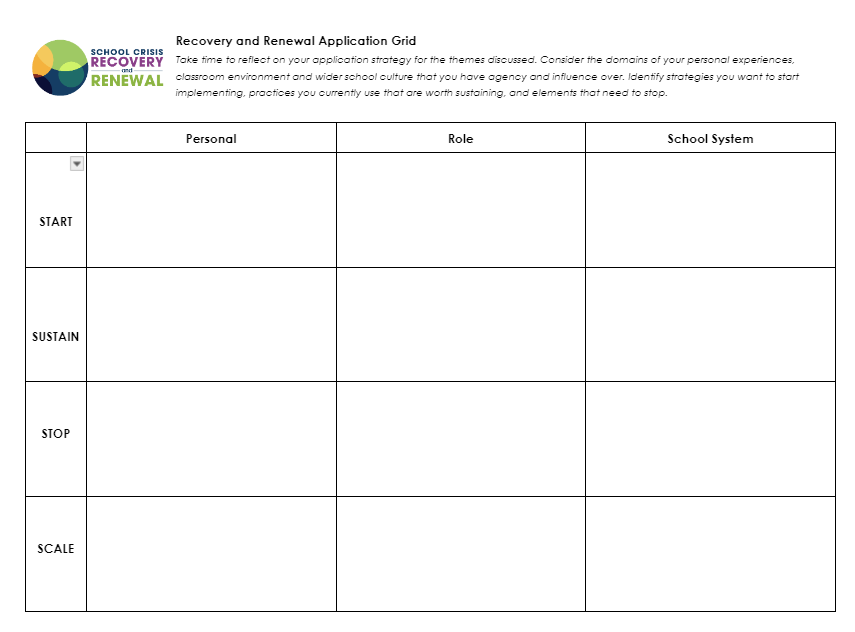 SCHOOL CRISIS
RECOVERY
and
RENEWAL
Recovery and Renewal Application Grid
Take time to reflect on your application strategy for the themes discussed. Consider the domains of your personal experiences,
classroom environment and wider school culture that you have agency and influence over. Identify strategies you want to start
implementing, practices you currently use that are worth sustaining, and elements that need to stop.
Personal Role School System
START
SUSTAIN
STOP
SCALE